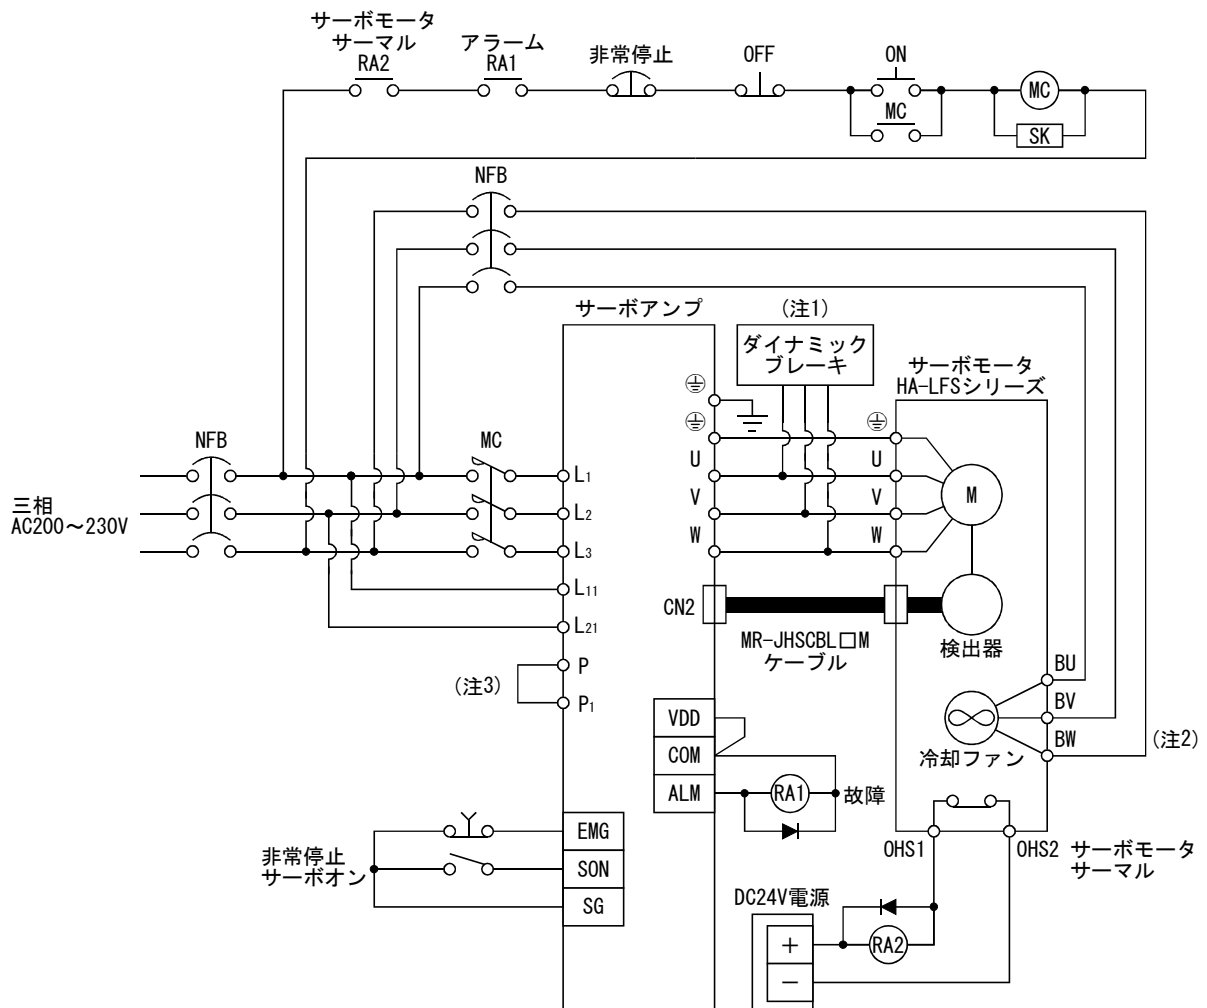 サーボモータ
サーマル
RA2
アラーム
RA1
非常停止
OFF
ON
MC
MC
SK
NFB
サーボアンプ
(注1)
ダイナミック
ブレーキ
サーボモータ
HA-LFSシリーズ
NFB
MC
三相
AC200～230V
L1
L2
L3
L11
L21
P
P1
(注3)
U
V
W
U
V
W
M
CN2
MR-JHSCBL□M
ケーブル
検出器
BU
BV
BW
(注2)
冷却ファン
VDD
COM
ALM
RA1
故障
EMG
SON
SG
非常停止
サーボオン
OHS1
OHS2
サーボモータ
サーマル
DC24V電源
+
-
RA2